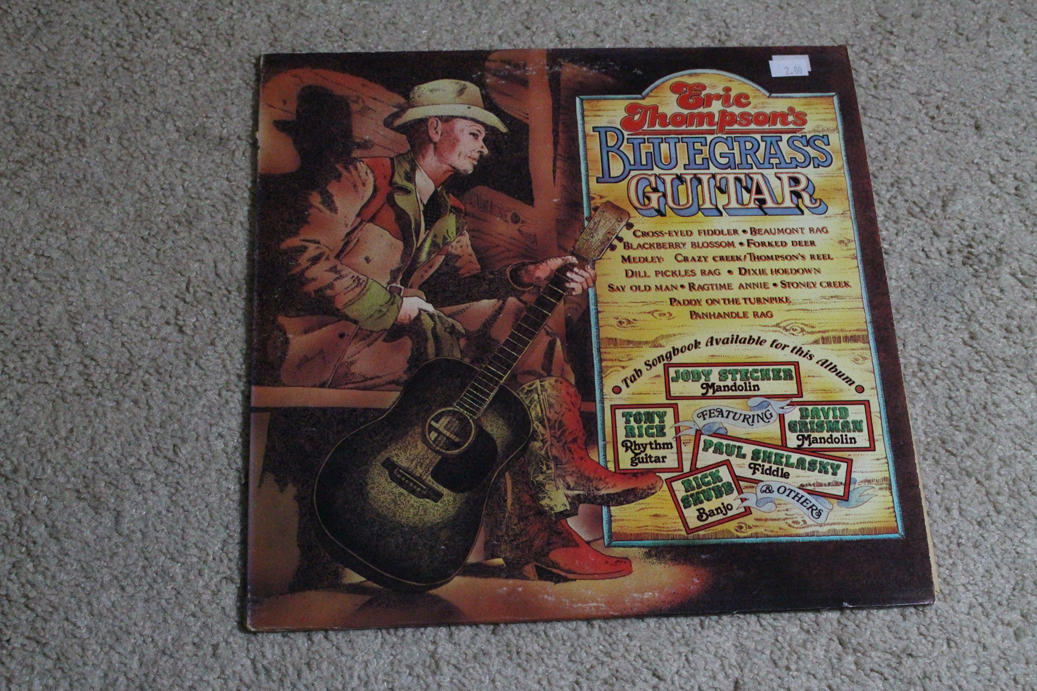 2.00
Eric
Thompson's
BLUEGRASS
GUITAR
CROSS-EYED FIDDLER • BEAUMONT RAG
BLACKBERRY BLOSSOM • FORKED DEER
MEDLEY: CRAZY CREEK/THOMPSON'S REEL
DILL PICKLES RAG • DIXIE HOEDOWN
SAY OLD MAN • RAGTIME ANNIE • STONEY CREEK
PADDY ON THE TURNPIKE
PANHANDLE RAG
• Tab Songbook Available for this Album •
JODY STECHER
Mandolin
FEATURING
TONY
RICE
Rhythm
guitar
DAVID
GRISMAN
Mandolin
PAUL SHELASKY
Fiddle
RICK
SHUBB
Banjo
& OTHERS